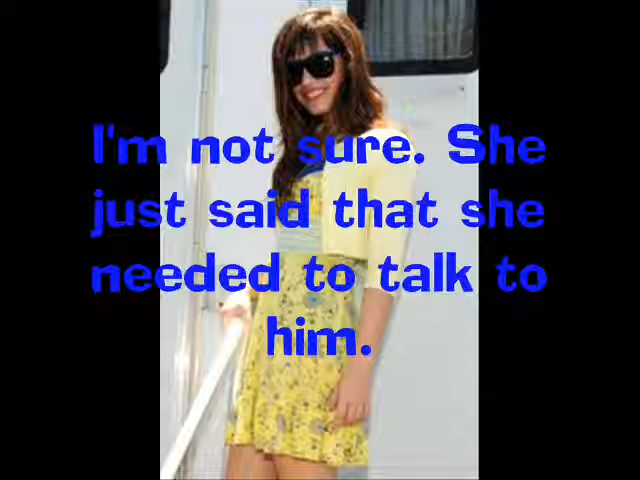 I'm not sure. She
just said that she
needed to talk to
him.